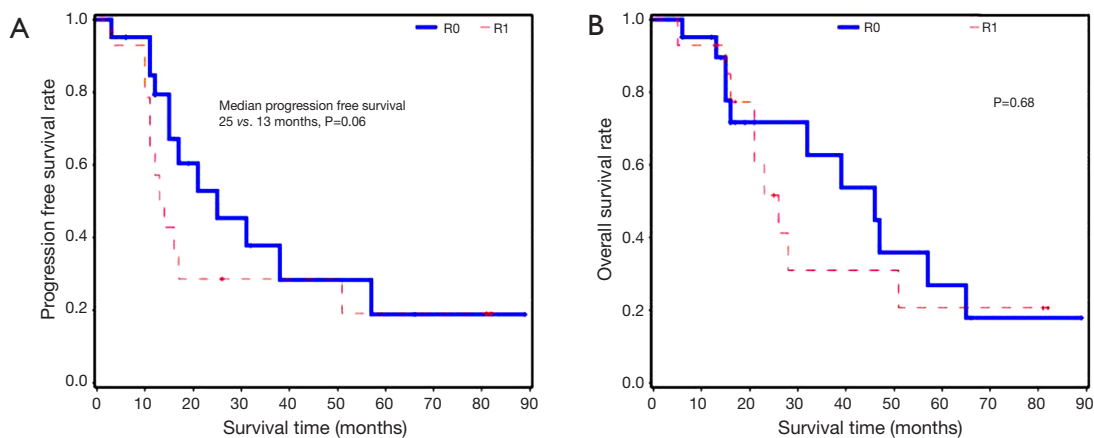 A
R0
R1
Median progression free survival
25 vs. 13 months, P=0.06
Progression free survival rate
1.0
0.8
0.6
0.4
0.2
0.0
0 10 20 30 40 50 60 70 80 90
Survival time (months)
B
R0
R1
P=0.68
Overall survival rate
1.0
0.8
0.6
0.4
0.2
0.0
0 10 20 30 40 50 60 70 80 90
Survival time (months)